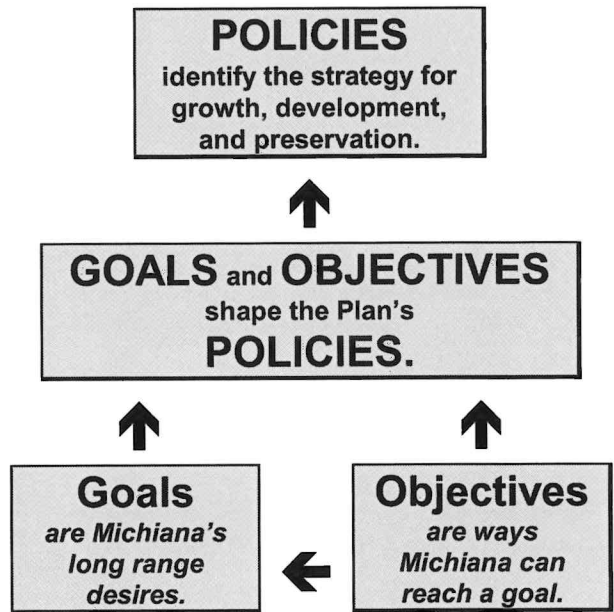 POLICIES
identify the strategy for
growth, development,
and preservation.
GOALS and OBJECTIVES
shape the Plan's
POLICIES.
Goals
are Michiana's
long range
desires.
Objectives
are ways
Michiana can
reach a goal.